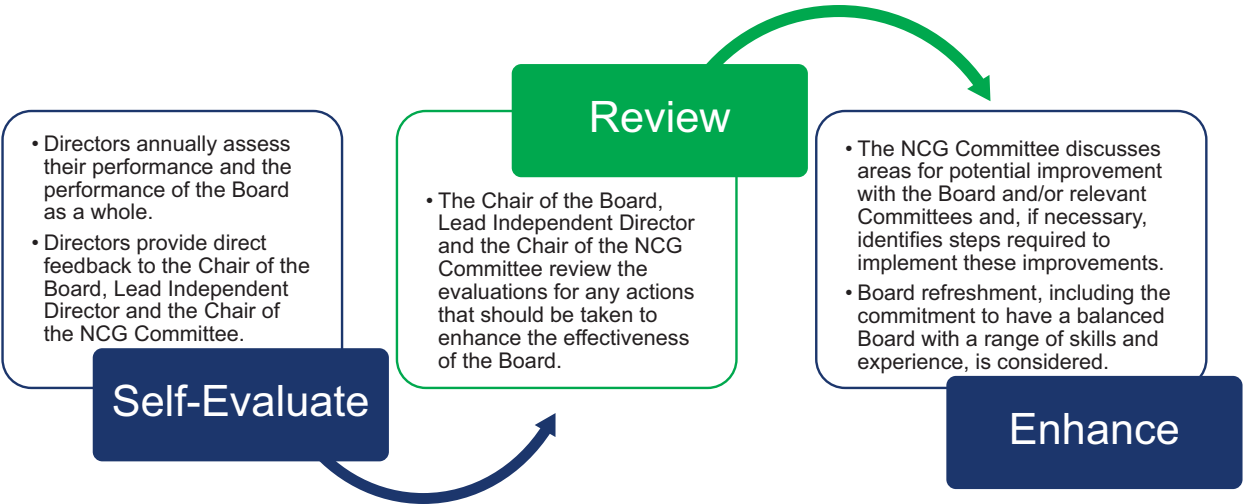 • Directors annually assess
their performance and the
performance of the Board
as a whole.
• Directors provide direct
feedback to the Chair of the
Board, Lead Independent
Director and the Chair of
the NCG Committee.
Self-Evaluate
Review
• The Chair of the Board,
Lead Independent Director
and the Chair of the NCG
Committee review the
evaluations for any actions
that should be taken to
enhance the effectiveness
of the Board.
• The NCG Committee discusses
areas for potential improvement
with the Board and/or relevant
Committees and, if necessary,
identifies steps required to
implement these improvements.
• Board refreshment, including the
commitment to have a balanced
Board with a range of skills and
experience, is considered.
Enhance